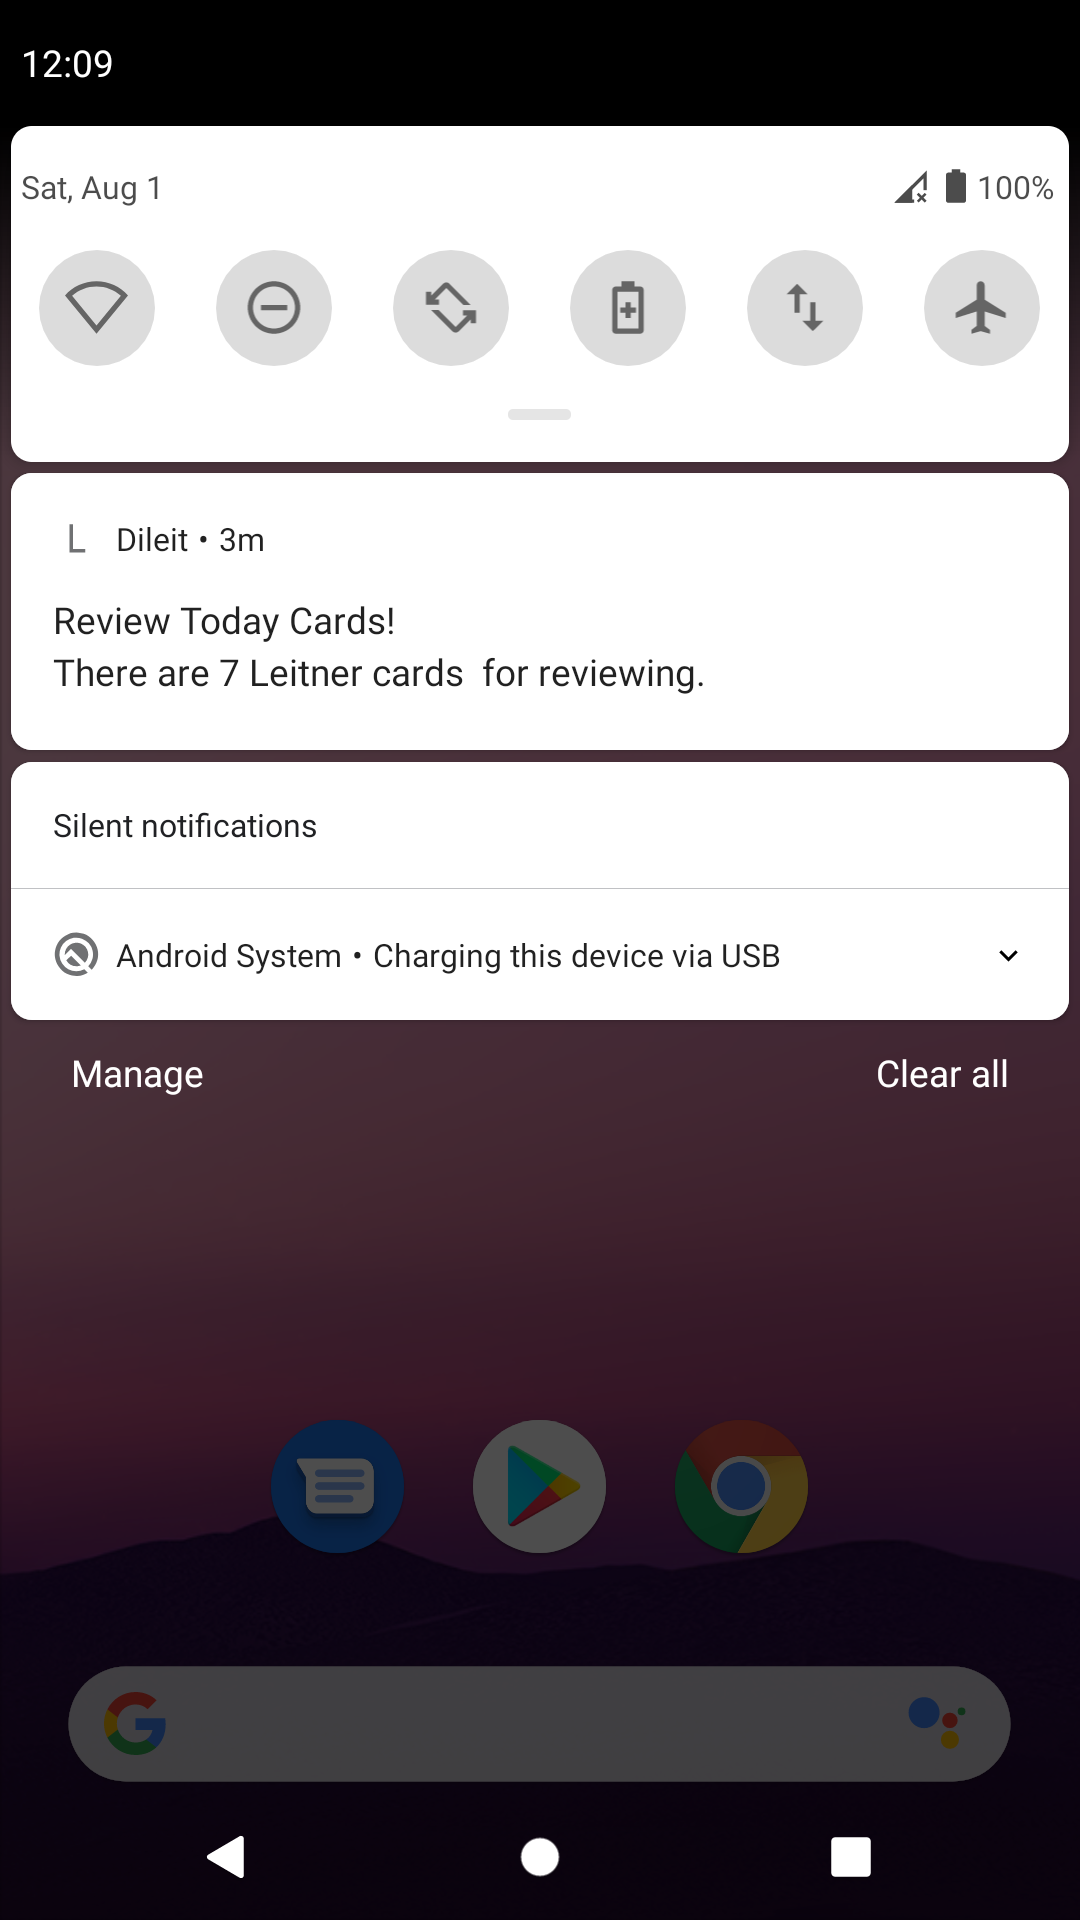 12:09
Sat, Aug 1
100%
L Dileit • 3m
Review Today Cards!
There are 7 Leitner cards  for reviewing.
Silent notifications
Android System • Charging this device via USB
Manage
Clear all